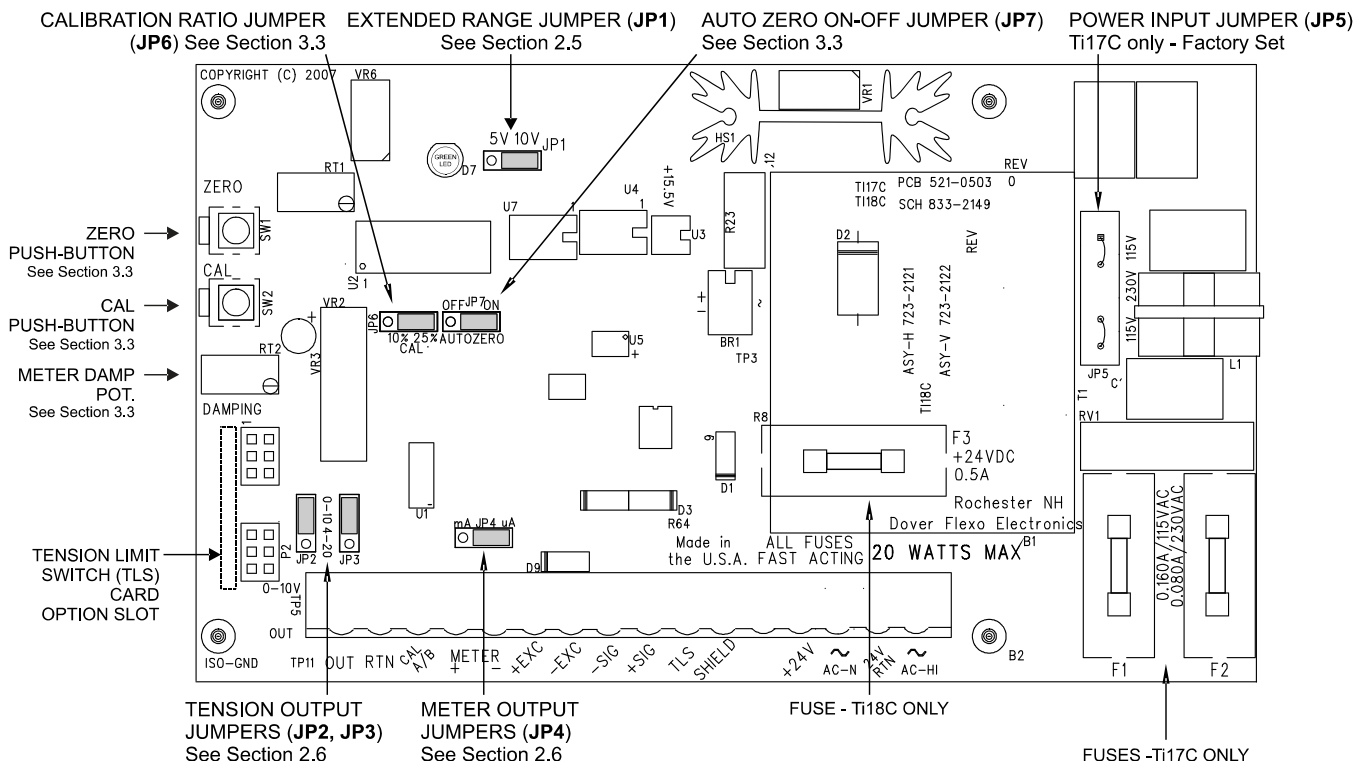 CALIBRATION RATIO JUMPER
(JP6) See Section 3.3
EXTENDED RANGE JUMPER (JP1)
See Section 2.5
AUTO ZERO ON-OFF JUMPER (JP7)
See Section 3.3
POWER INPUT JUMPER (JP5)
Ti17C only - Factory Set
COPYRIGHT (C) 2007
VR6
5V 10V
JP1
GREEN
LED
D7
VR1
HS1
RT1
ZERO
SW1
ZERO
PUSH-BUTTON
See Section 3.3
CAL
SW2
CAL
PUSH-BUTTON
See Section 3.3
U2
1
U7
1
U4
1
+15.5V
U3
R23
REV
TI17C PCB 521-0503 0
TI18C SCH 833-2149
D2
REV
ASY-H 723-2121
ASY-V 723-2122
TI18C
115V
230V
115V
JP5
C'
T1
L1
RV1
VR2
+
VR3
JP6
OFF JP7 ON
10% 25% AUTOZERO
CAL
U5
+
+
-
~
BR1
TP3
RT2
METER DAMP
POT.
See Section 3.3
DAMPING
1
R8
F3
+24VDC
0.5A
9
D1
U1
D3
R64
mA JP4 uA
D9
Rochester NH
Dover Flexo Electronics
Made in
the U.S.A.
ALL FUSES
FAST ACTING
20 WATTS MAX
B1
0.160A/115VAC
0.080A/230VAC
TENSION LIMIT
SWITCH (TLS)
CARD
OPTION SLOT
P2
0-10
4-20
JP2
JP3
0-10V
TP5
OUT
ISO-GND
TP11
OUT
RTN
CAL
A/B
METER
+
-
+EXC
-EXC
-SIG
+SIG
TLS
SHIELD
+24V
AC-N
24V
RTN
AC-HI
B2
F1
F2
TENSION OUTPUT
JUMPERS (JP2, JP3)
See Section 2.6
METER OUTPUT
JUMPERS (JP4)
See Section 2.6
FUSE - Ti18C ONLY
FUSES -Ti17C ONLY